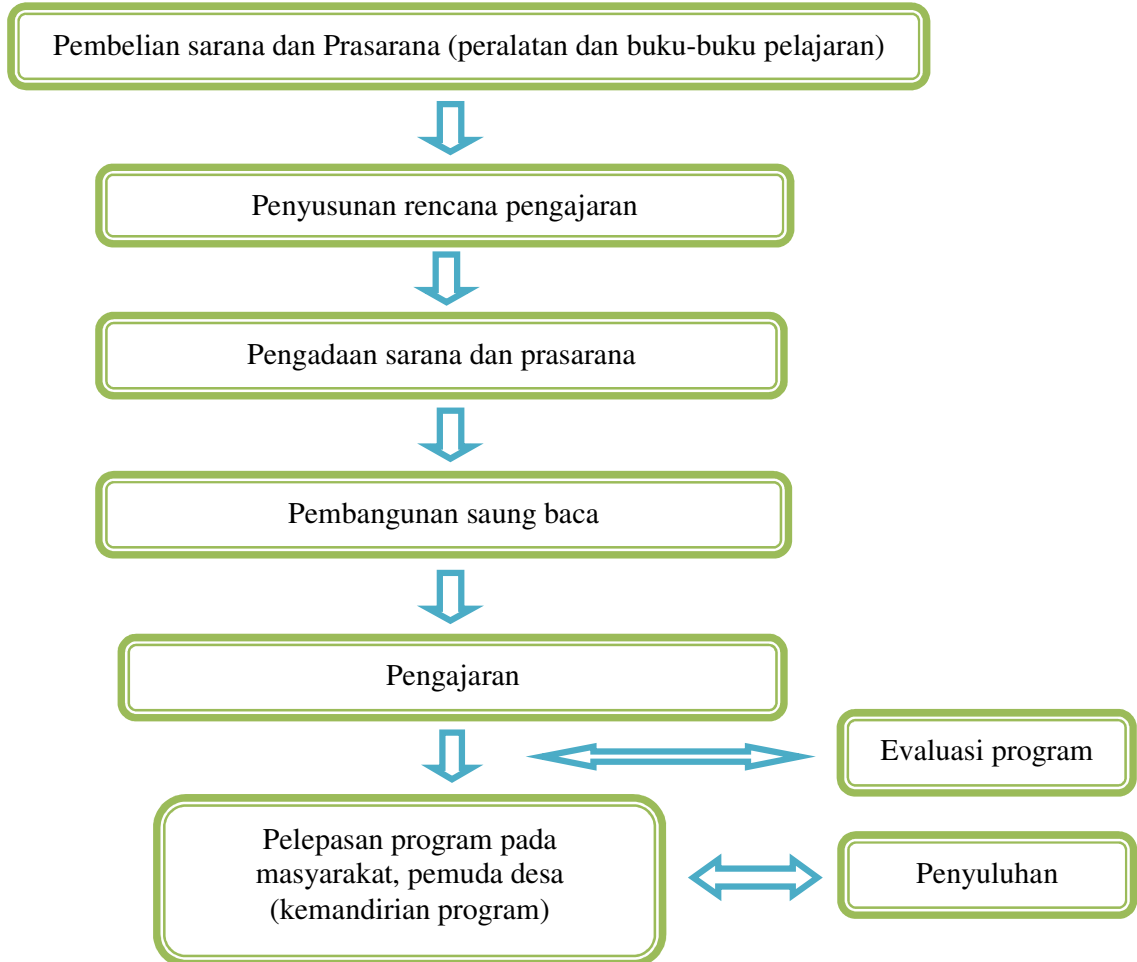 Pembelian sarana dan Prasarana (peralatan dan buku-buku pelajaran)
Penyusunan rencana pengajaran
Pengadaan sarana dan prasarana
Pembangunan saung baca
Pengajaran
Evaluasi program
Pelepasan program pada
masyarakat, pemuda desa
(kemandirian program)
Penyuluhan